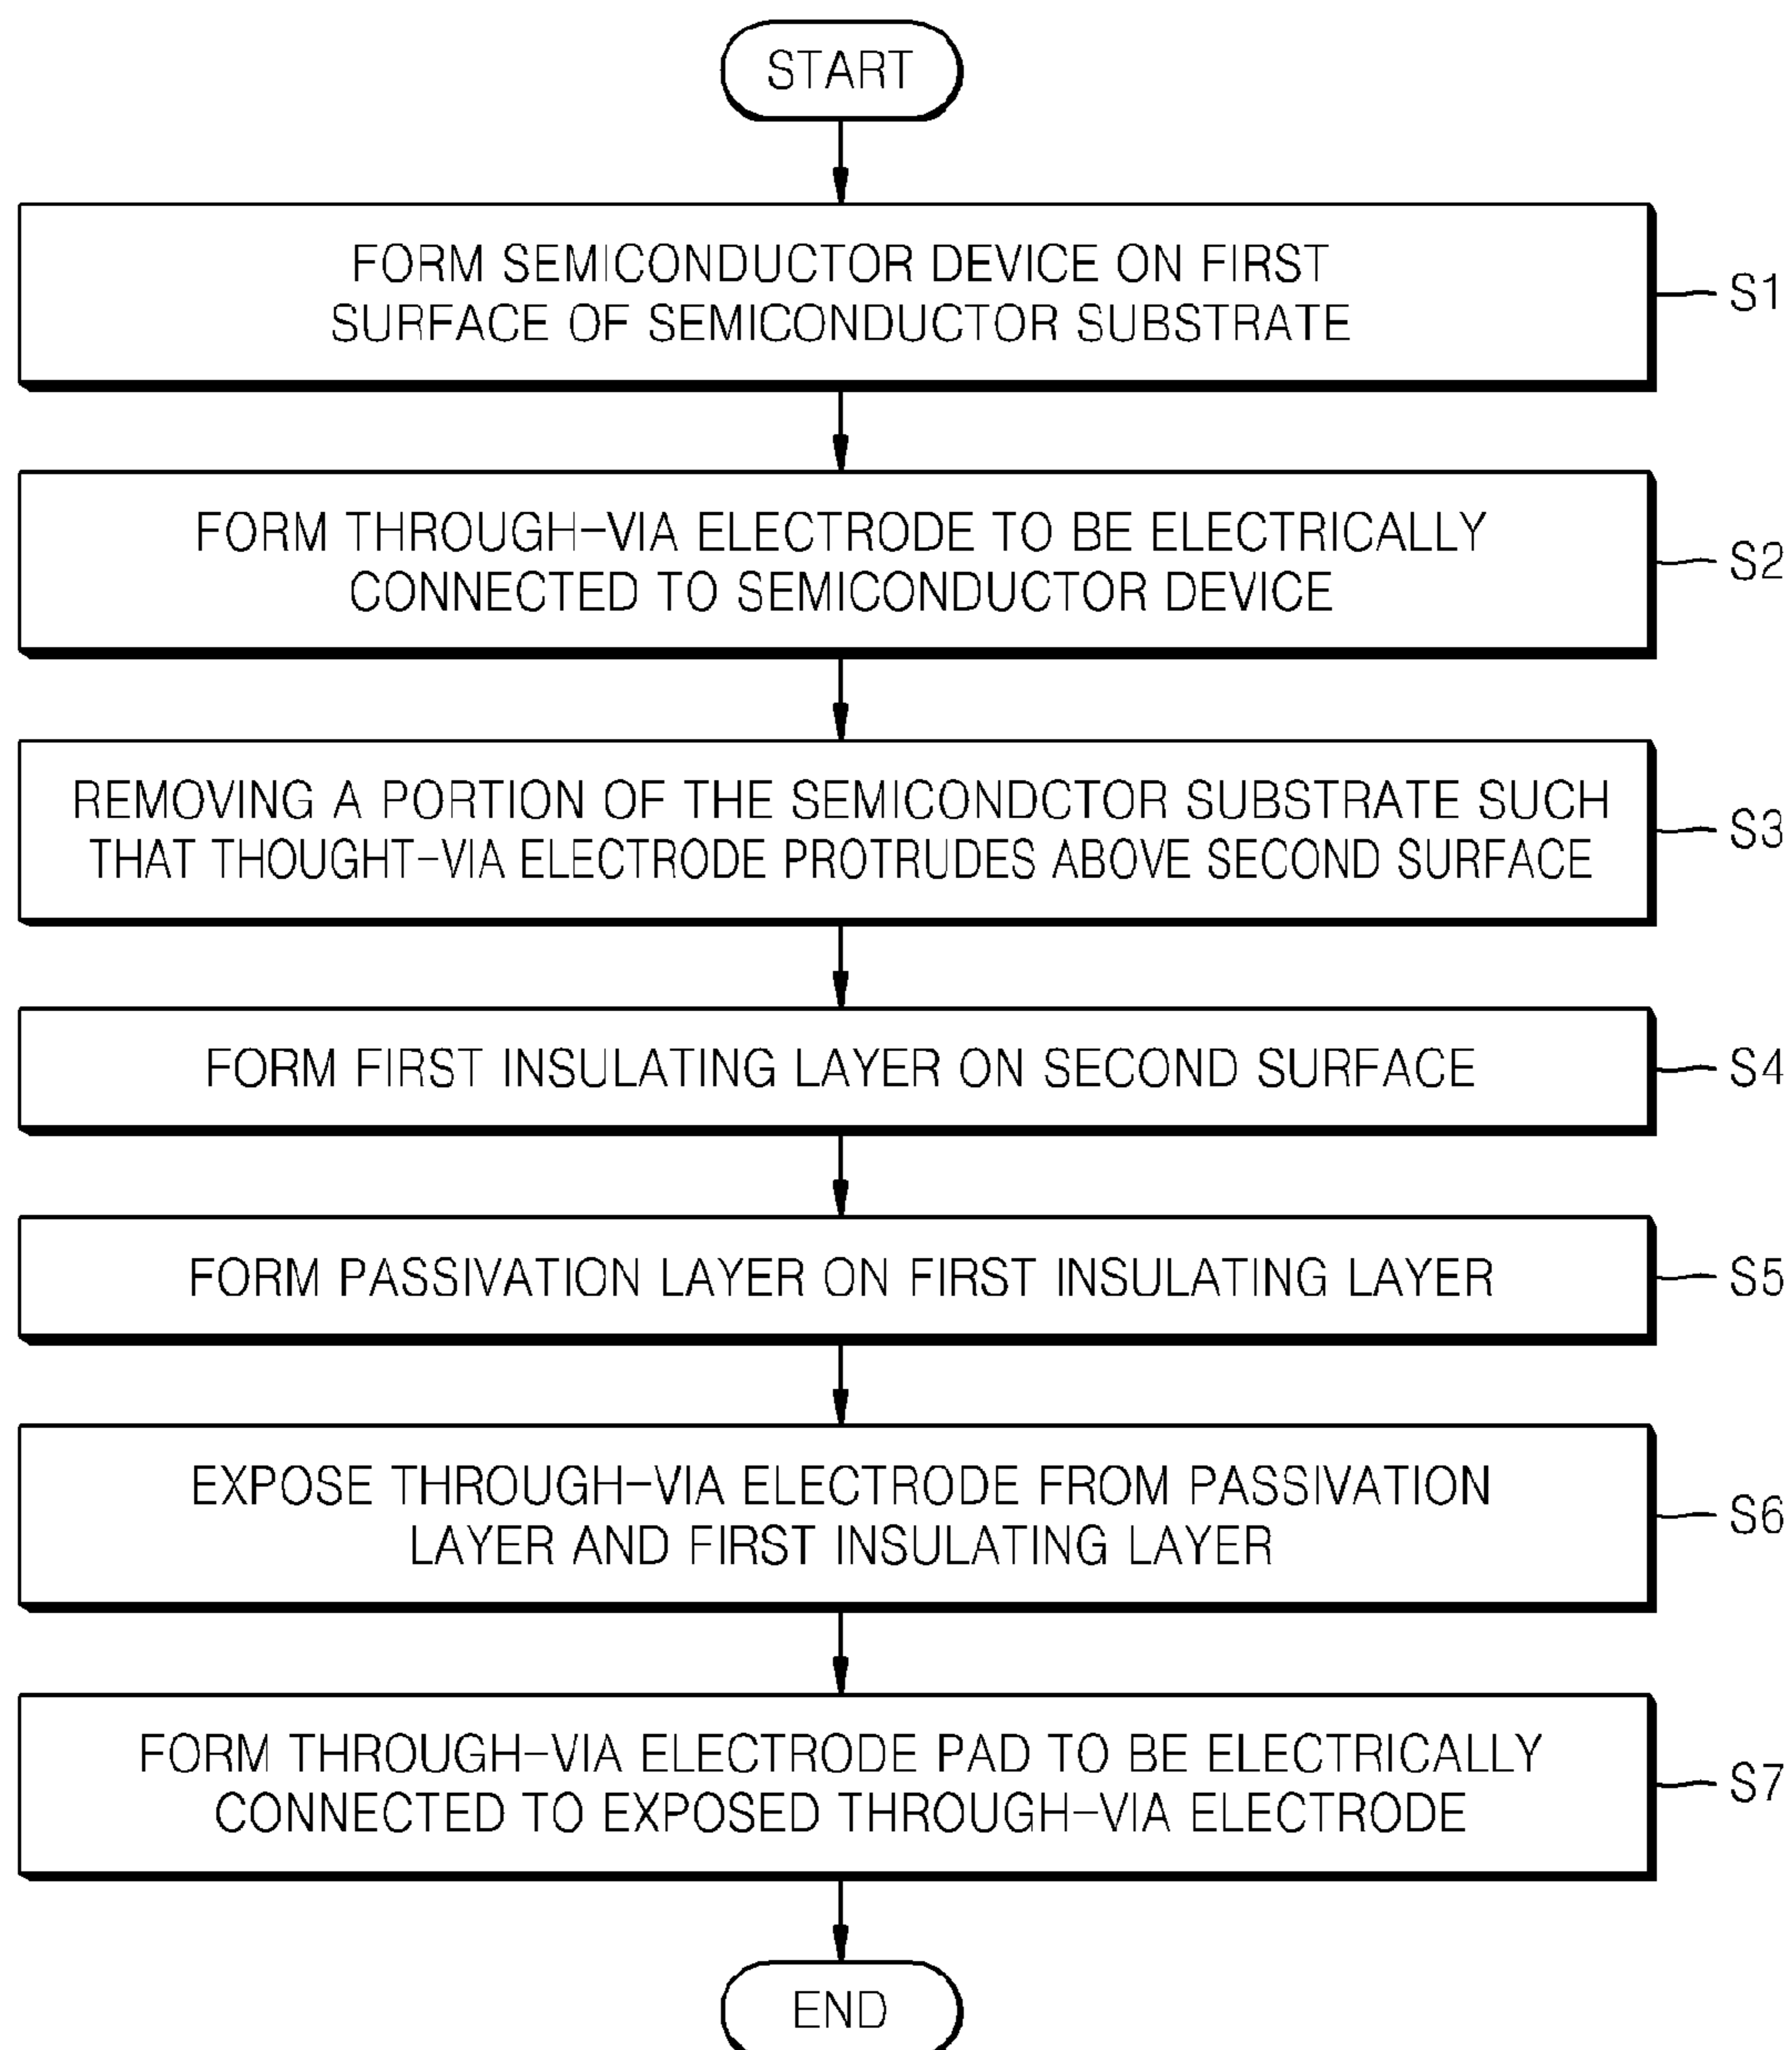 START
FORM SEMICONDUCTOR DEVICE ON FIRST
SURFACE OF SEMICONDUCTOR SUBSTRATE
S1
FORM THROUGH-VIA ELECTRODE TO BE ELECTRICALLY
CONNECTED TO SEMICONDUCTOR DEVICE
S2
REMOVING A PORTION OF THE SEMICONDCTOR SUBSTRATE SUCH
THAT THOUGHT-VIA ELECTRODE PROTRUDES ABOVE SECOND SURFACE
S3
FORM FIRST INSULATING LAYER ON SECOND SURFACE
S4
FORM PASSIVATION LAYER ON FIRST INSULATING LAYER
S5
EXPOSE THROUGH-VIA ELECTRODE FROM PASSIVATION
LAYER AND FIRST INSULATING LAYER
S6
FORM THROUGH-VIA ELECTRODE PAD TO BE ELECTRICALLY
CONNECTED TO EXPOSED THROUGH-VIA ELECTRODE
S7
END